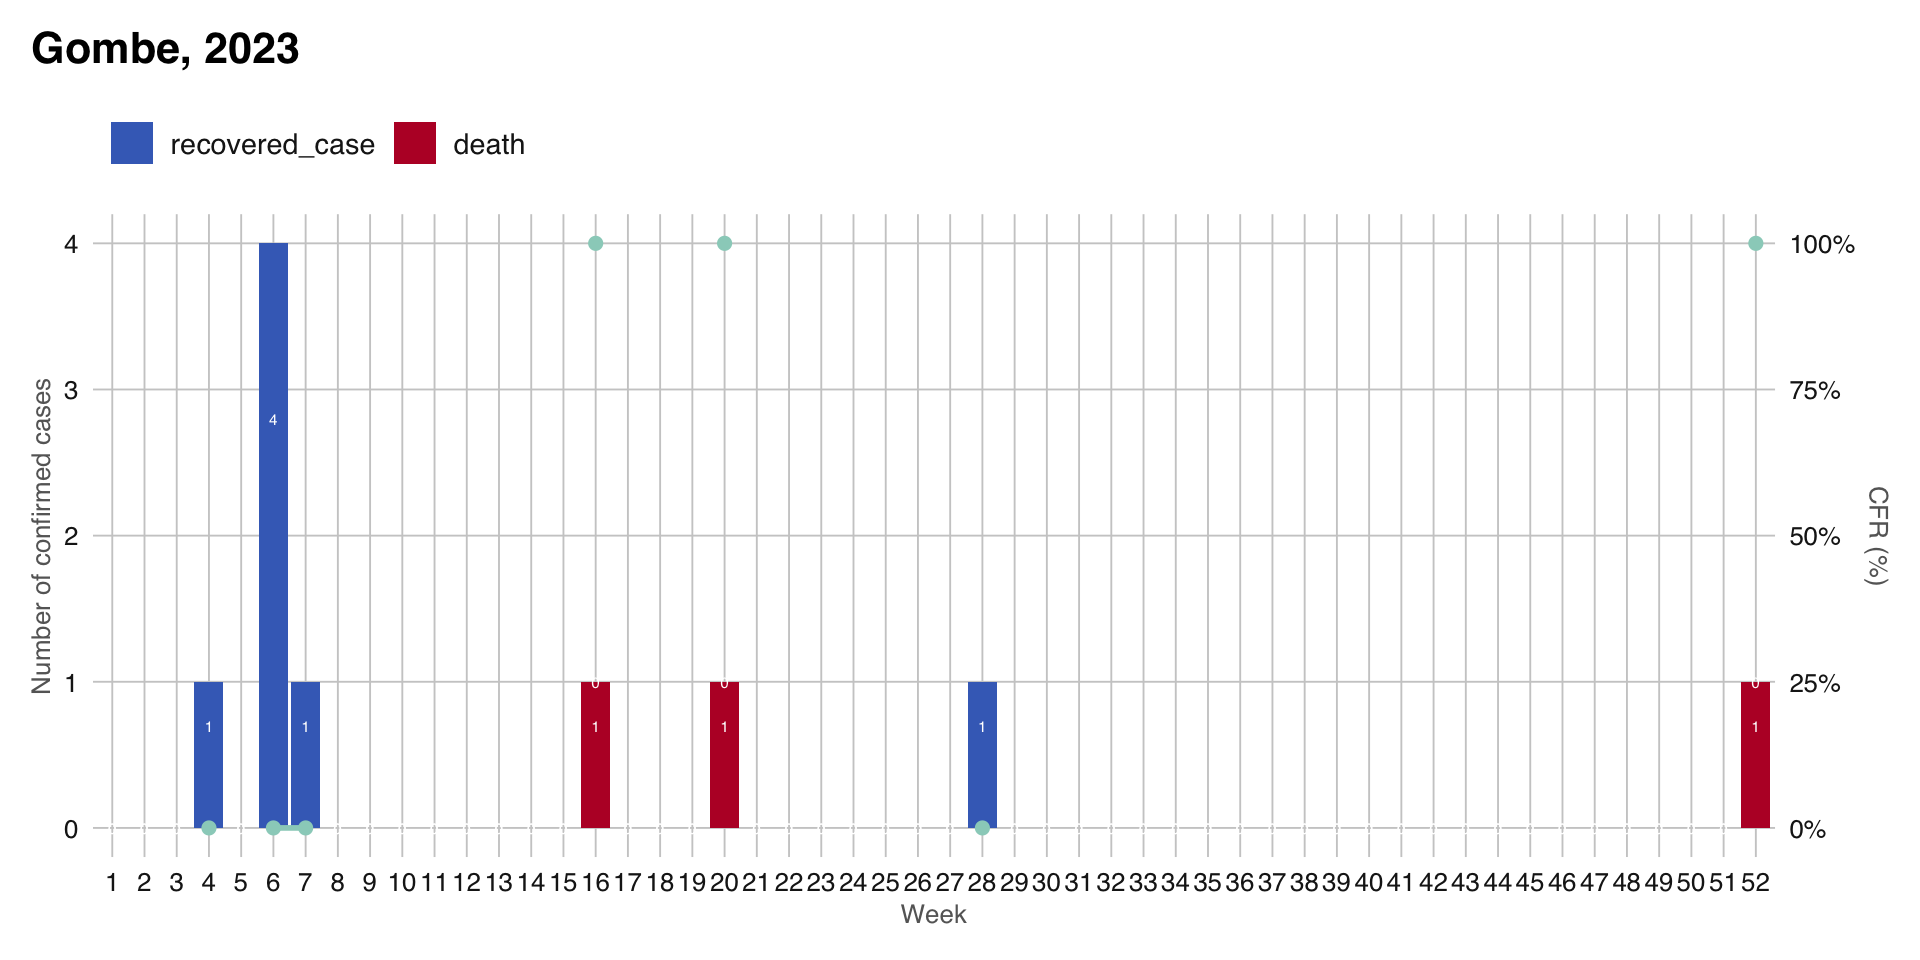 Gombe, 2023
recovered_case death
4 100%
3 75%
4
2 50%
1 25%
0 0 0
1 1 1 1 1 1
0 0%
Number of confirmed cases
CFR (%)
1 2 3 4 5 6 7 8 9 10 11 12 13 14 15 16 17 18 19 20 21 22 23 24 25 26 27 28 29 30 31 32 33 34 35 36 37 38 39 40 41 42 43 44 45 46 47 48 49 50 51 52
Week